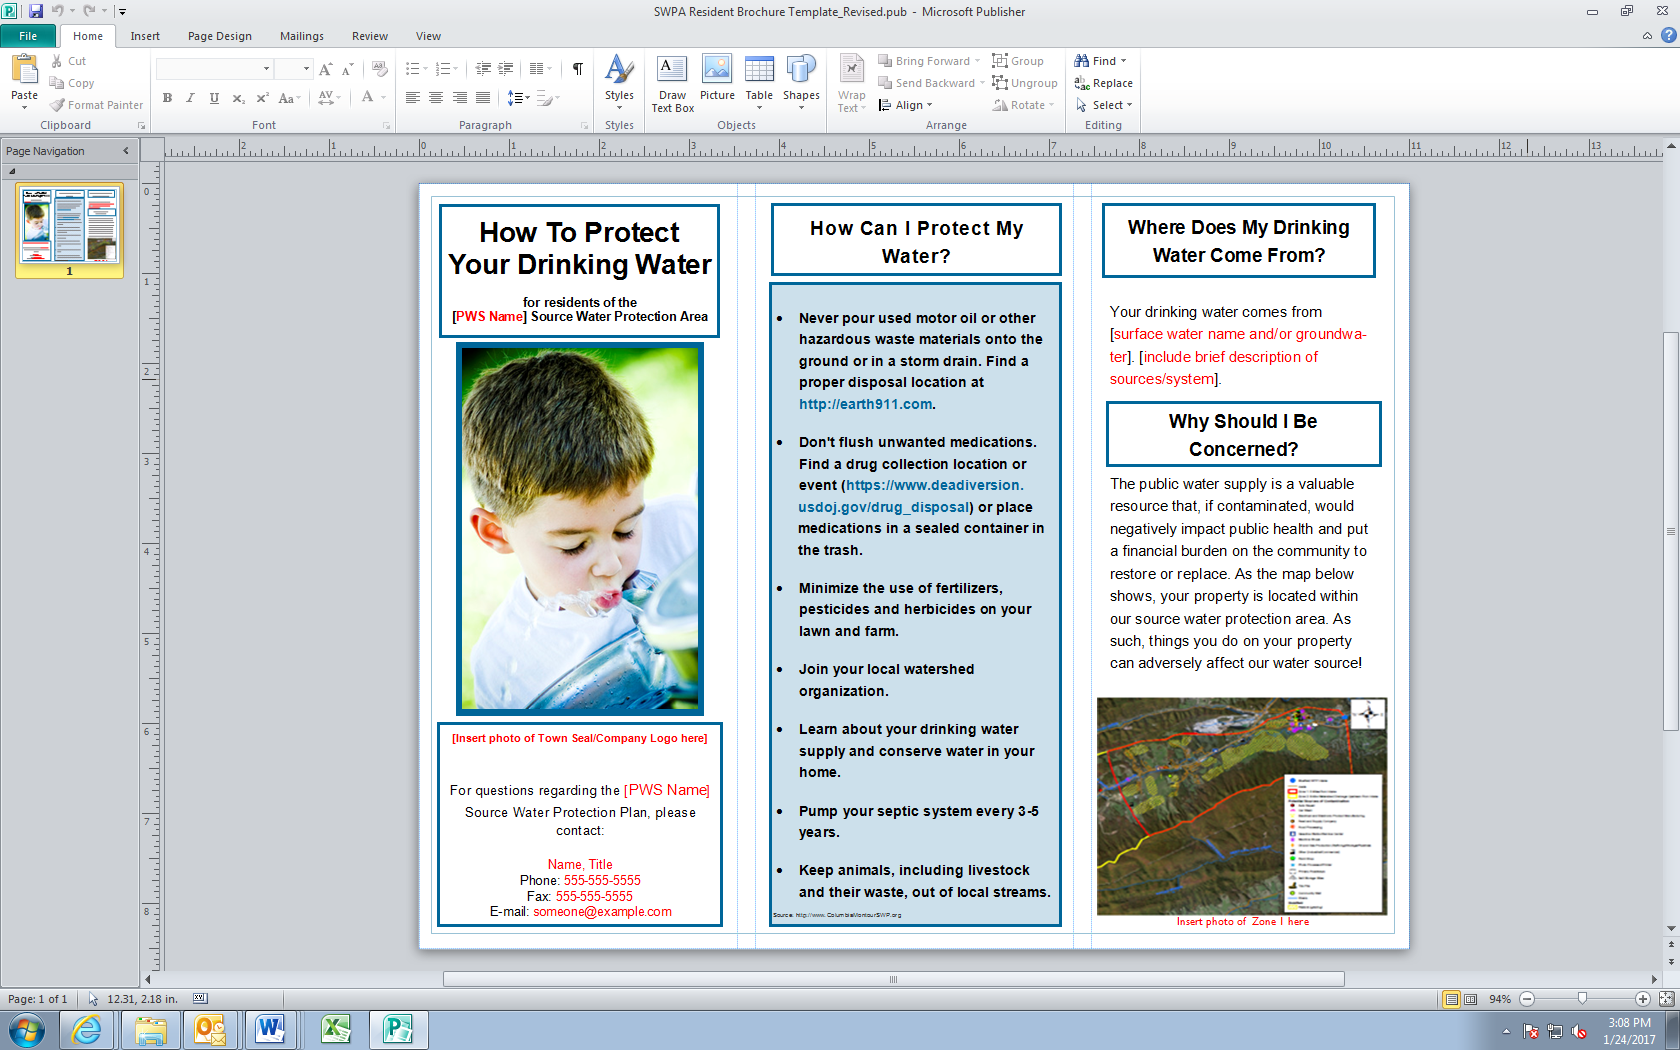 SWPA Resident Brochure Template_Revised.pub - Microsoft Publisher
File Home Insert Page Design Mailings Review View
Paste
Cut
Copy
Format Painter
Clipboard
Font
Paragraph
Styles
Styles
Draw
Text Box
Picture
Table
Shapes
Objects
Wrap
Text
Bring Forward
Send Backward
Align
Group
Ungroup
Rotate
Arrange
Find
Replace
Select
Editing
Page Navigation
1
How To Protect
Your Drinking Water
for residents of the
[PWS Name] Source Water Protection Area
[Insert photo of Town Seal/Company Logo here]
For questions regarding the [PWS Name]
Source Water Protection Plan, please
contact:
Name, Title
Phone: 555-555-5555
Fax: 555-555-5555
E-mail: someone@example.com
How Can I Protect My
Water?
• Never pour used motor oil or other
hazardous waste materials onto the
ground or in a storm drain. Find a
proper disposal location at
http://earth911.com.
• Don't flush unwanted medications.
Find a drug collection location or
event (https://www.deadiversion.
usdoj.gov/drug_disposal) or place
medications in a sealed container in
the trash.
• Minimize the use of fertilizers,
pesticides and herbicides on your
lawn and farm.
• Join your local watershed
organization.
• Learn about your drinking water
supply and conserve water in your
home.
• Pump your septic system every 3-5
years.
• Keep animals, including livestock
and their waste, out of local streams.
Source: http://www.ColumbiaMontourSWP.org
Where Does My Drinking
Water Come From?
Your drinking water comes from
[surface water name and/or groundwa-
ter]. [include brief description of
sources/system].
Why Should I Be
Concerned?
The public water supply is a valuable
resource that, if contaminated, would
negatively impact public health and put
a financial burden on the community to
restore or replace. As the map below
shows, your property is located within
our source water protection area. As
such, things you do on your property
can adversely affect our water source!
Insert photo of Zone I here
Page: 1 of 1
12.31, 2.18 in.
94%
3:08 PM
1/24/2017